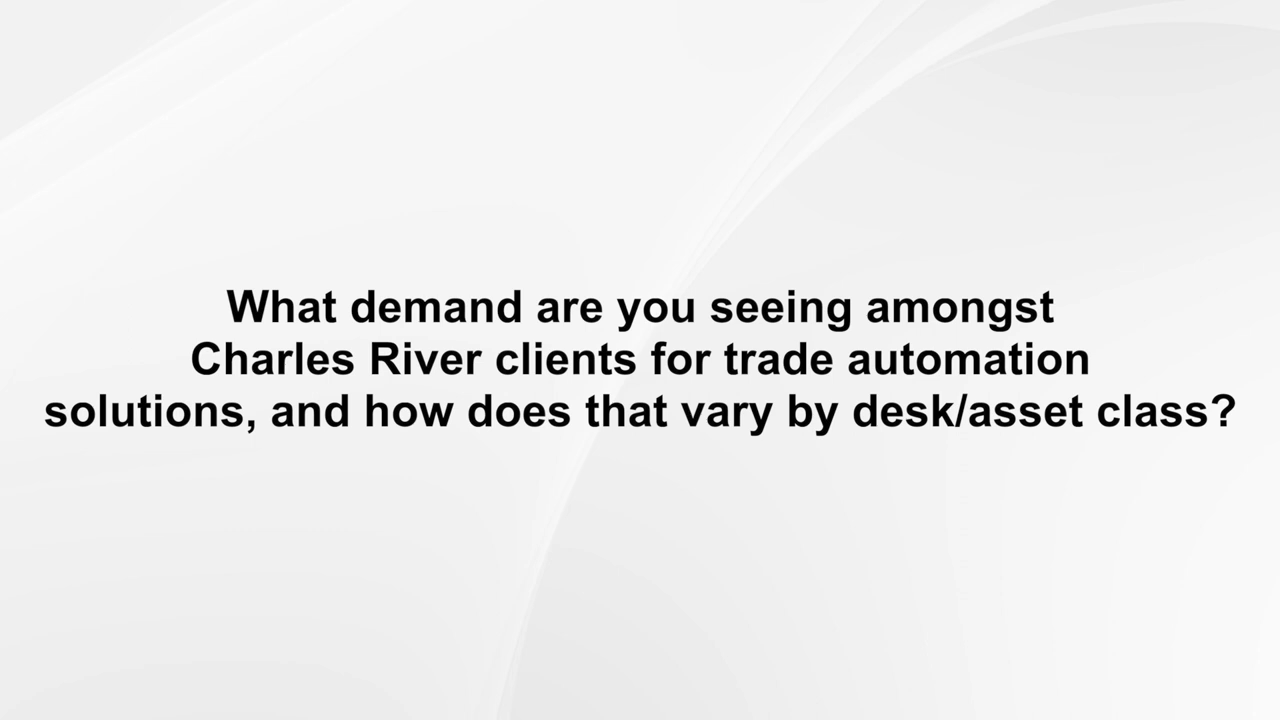 What demand are you seeing amongst
Charles River clients for trade automation
solutions, and how does that vary by desk/asset class?